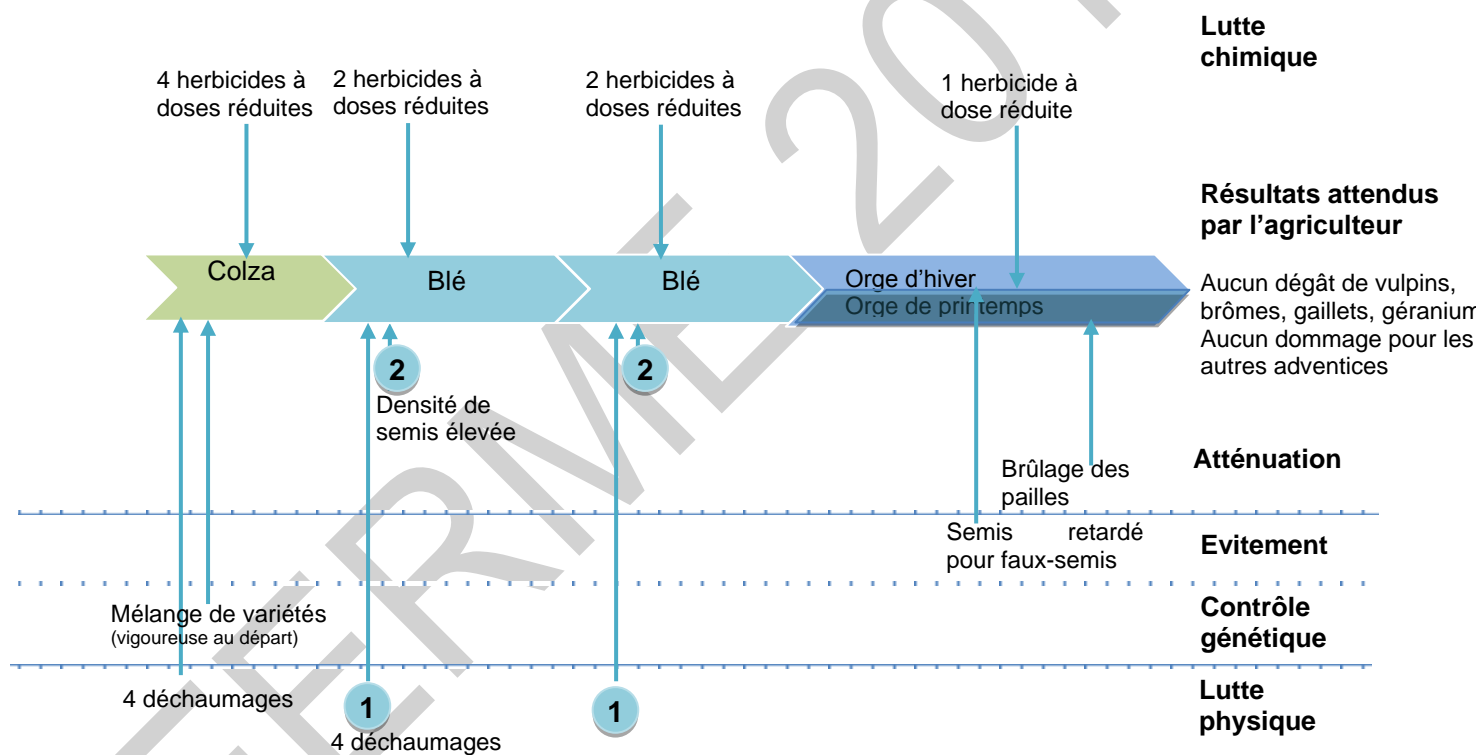 Lutte
chimique
4 herbicides à
doses réduites
2 herbicides à
doses réduites
2 herbicides à
doses réduites
1 herbicide à
dose réduite
Résultats attendus
par l’agriculteur
Colza
Blé
Blé
Orge d’hiver
Orge de printemps
Aucun dégât de vulpins,
brômes, gaillets, géranium
Aucun dommage pour les
autres adventices
2
Densité de
semis élevée
2
Brûlage des
pailles
Atténuation
Semis retardé
pour faux-semis
Evitement
Mélange de variétés
(vigoureuse au départ)
Contrôle
génétique
4 déchaumages
1
4 déchaumages
1
Lutte
physique
TERME 201